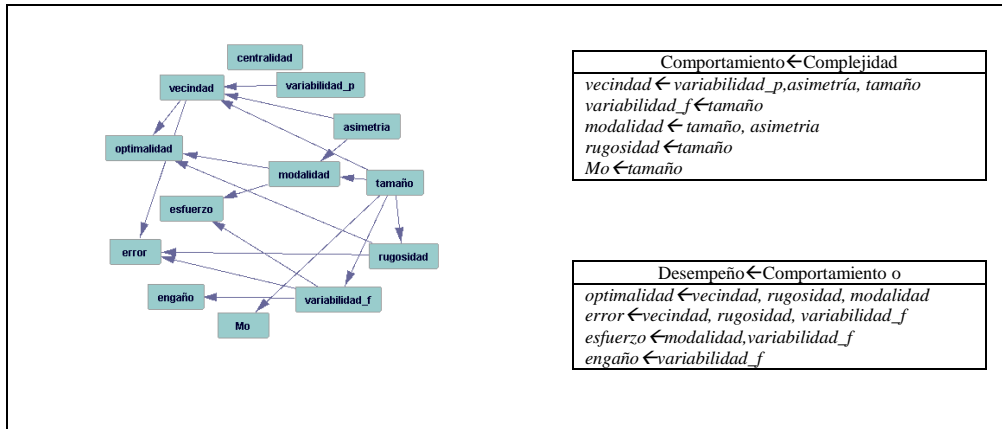 centralidad
vecindad
variabilidad_p
asimetria
optimalidad
modalidad
tamaño
esfuerzo
error
rugosidad
engaño
variabilidad_f
Mo
Comportamiento←Complejidad
vecindad← variabilidad_p,asimetría, tamaño
variabilidad_f←tamaño
modalidad← tamaño, asimetria
rugosidad←tamaño
Mo←tamaño
Desempeño←Comportamiento o
optimalidad←vecindad, rugosidad, modalidad
error←vecindad, rugosidad, variabilidad_f
esfuerzo←modalidad,variabilidad_f
engaño←variabilidad_f